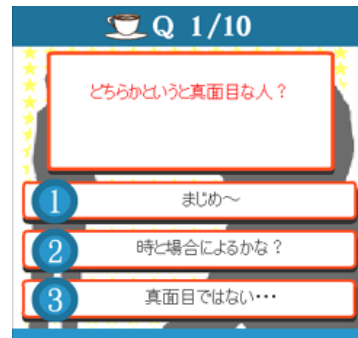 Q 1/10
どちらかというと真面目な人？
1 まじめ～
2 時と場合によるかな？
3 真面目ではない・・・